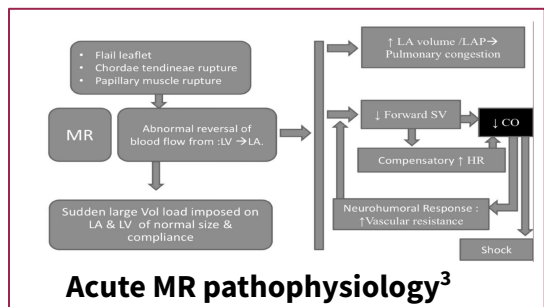 • Flail leaflet
• Chordae tendineae rupture
• Papillary muscle rupture
MR
Abnormal reversal of
blood flow from :LV →LA.
Sudden large Vol load imposed on
LA & LV of normal size &
compliance
↑ LA volume /LAP→
Pulmonary congestion
↓ Forward SV
↓ CO
Compensatory ↑ HR
Neurohumoral Response :
↑Vascular resistance
Shock
Acute MR pathophysiology³